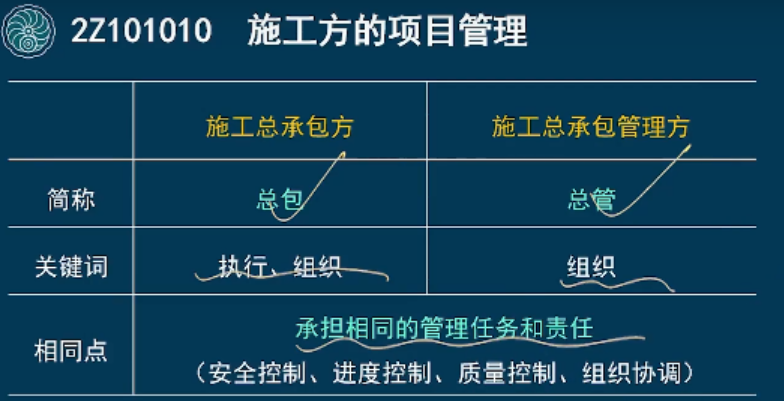 2Z101010 施工方的项目管理
施工总承包方 施工总承包管理方
简称 总包 总管
关键词 执行、组织 组织
相同点 承担相同的管理任务和责任
（安全控制、进度控制、质量控制、组织协调）